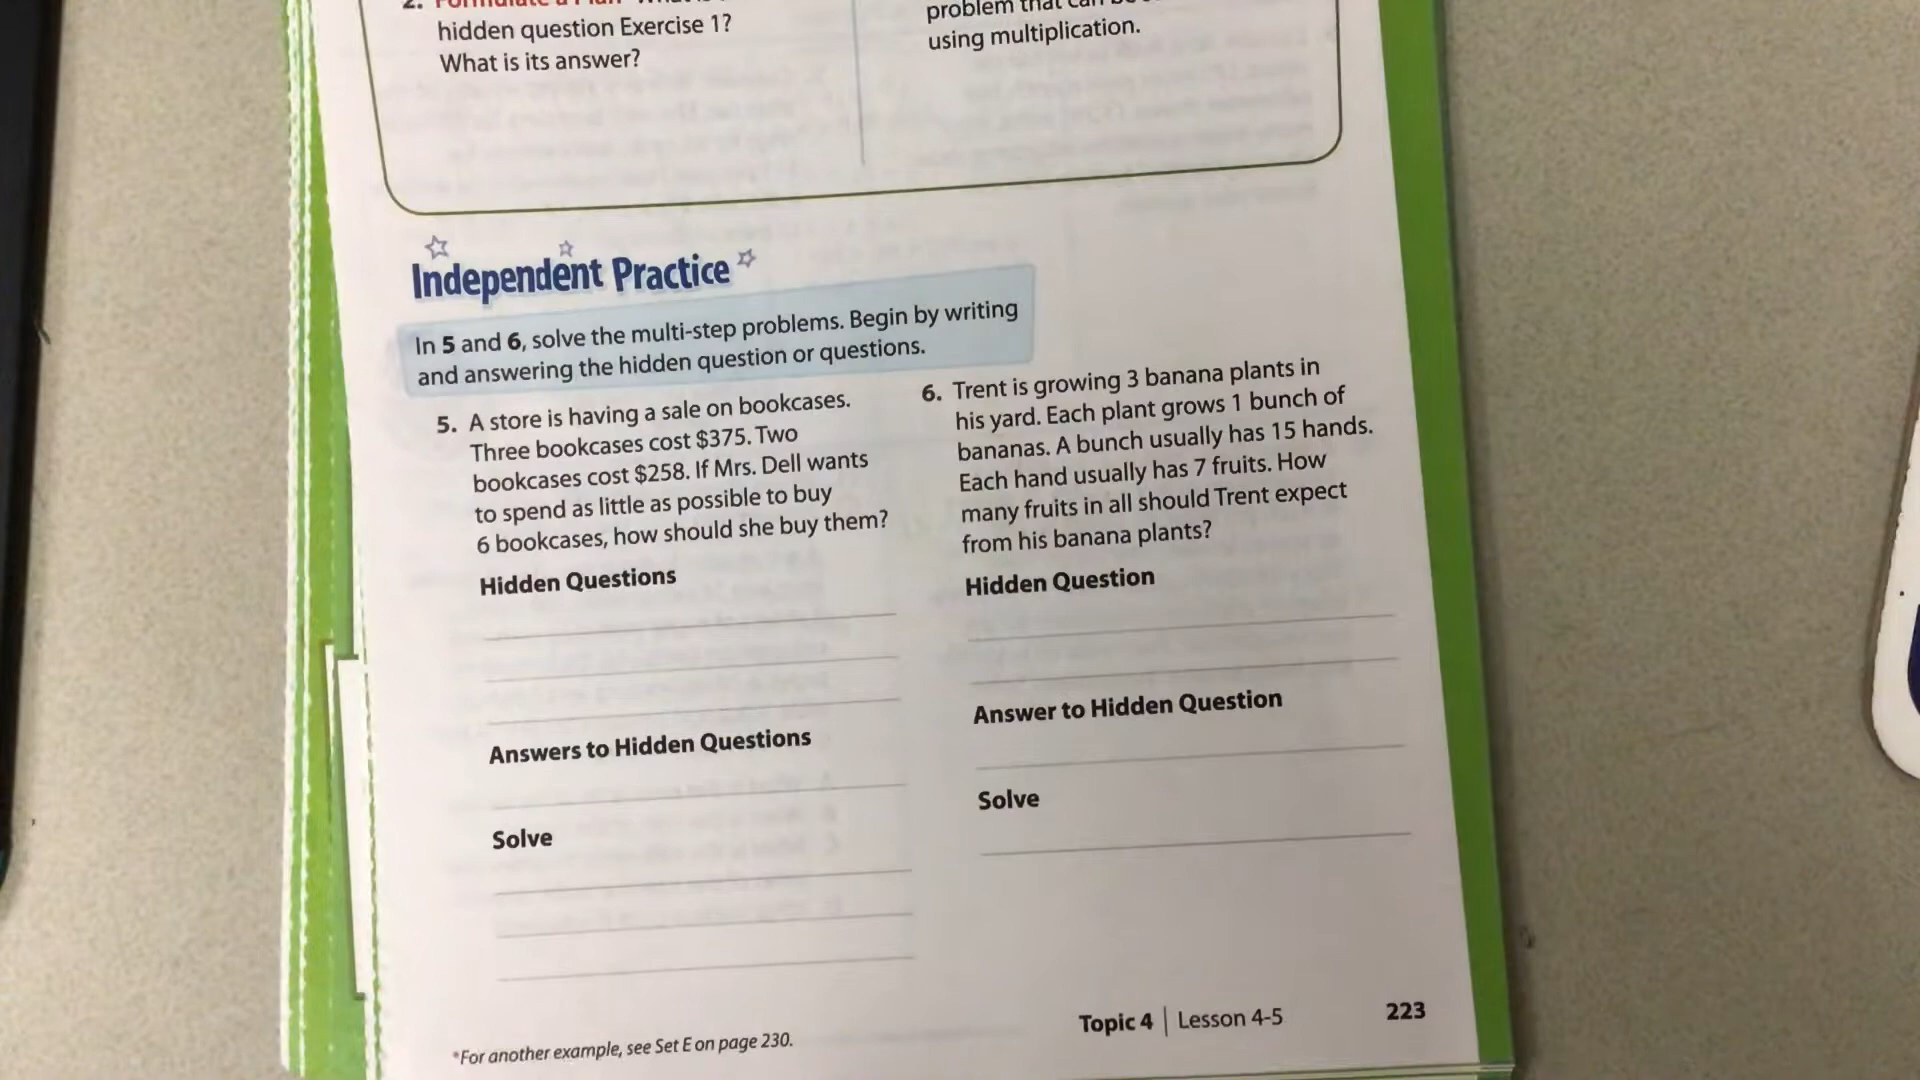 2.
hidden question Exercise 1?
What is its answer?
problem that can
using multiplication.
Independent Practice
In 5 and 6, solve the multi-step problems. Begin by writing
and answering the hidden question or questions.
5. A store is having a sale on bookcases.
Three bookcases cost $375. Two
bookcases cost $258. If Mrs. Dell wants
to spend as little as possible to buy
6 bookcases, how should she buy them?
Hidden Questions
Answers to Hidden Questions
Solve
6. Trent is growing 3 banana plants in
his yard. Each plant grows 1 bunch of
bananas. A bunch usually has 15 hands.
Each hand usually has 7 fruits. How
many fruits in all should Trent expect
from his banana plants?
Hidden Question
Answer to Hidden Question
Solve
*For another example, see Set E on page 230.
Topic 4 | Lesson 4-5
223